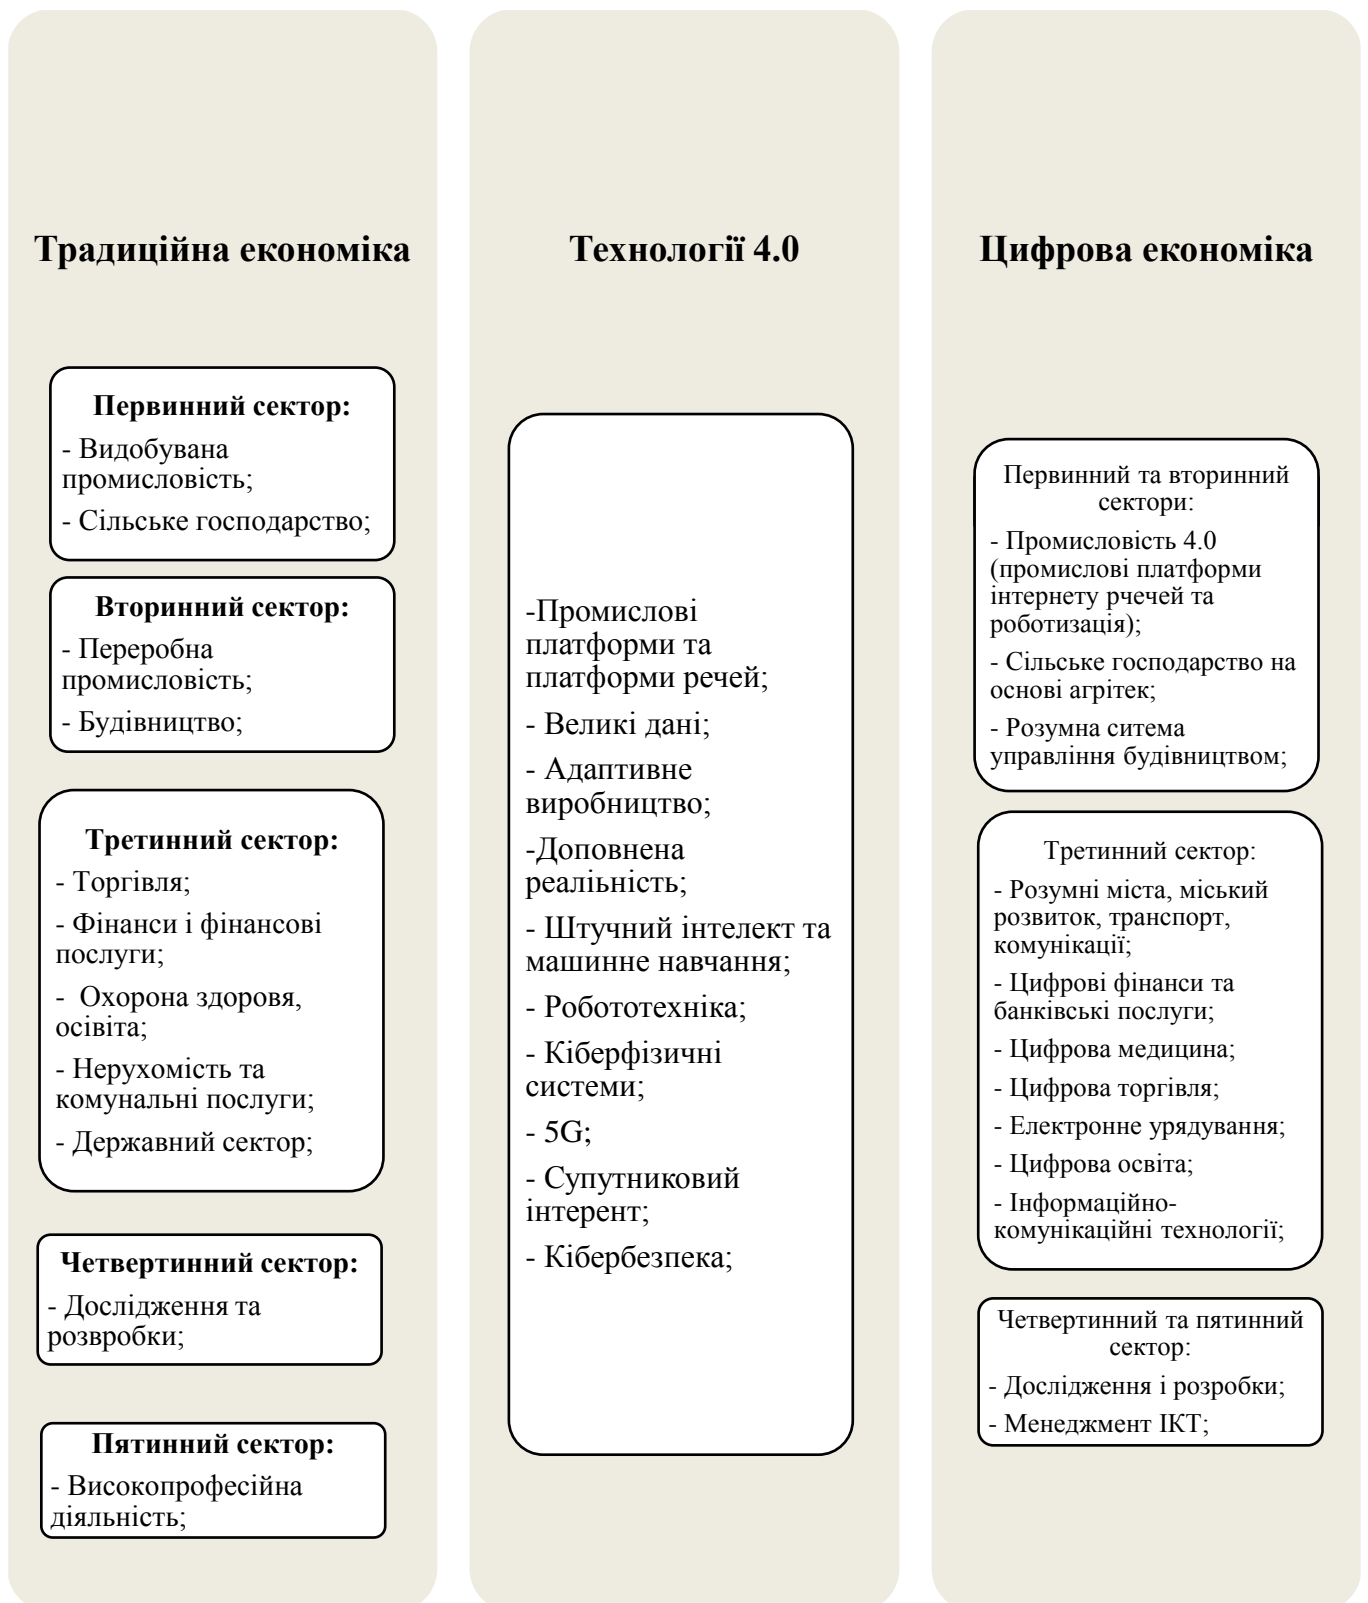 Традиційна економіка
Первинний сектор:
- Видобувана
промисловість;
- Сільське господарство;
Вторинний сектор:
- Переробна
промисловість;
- Будівництво;
Третинний сектор:
- Торгівля;
- Фінанси і фінансові
послуги;
- Охорона здоровя,
освівіта;
- Нерухомість та
комунальні послуги;
- Державний сектор;
Четвертинний сектор:
- Дослідження та
розвробки;
Пятинний сектор:
- Високопрофесійна
діяльність;
Технології 4.0
-Промислові
платформи та
платформи речей;
- Великі дані;
- Адаптивне
виробництво;
-Доповнена
реаліьність;
- Штучний інтелект та
машинне навчання;
- Робототехніка;
- Кіберфізичні
системи;
- 5G;
- Супутниковий
інтерент;
- Кібербезпека;
Цифрова економіка
Первинний та вторинний
сектори:
- Промисловість 4.0
(промислові платформи
інтернету рчечей та
роботизація);
- Сільське господарство на
основі агрітек;
- Розумна ситема
управління будівництвом;
Третинний сектор:
- Розумні міста, міський
розвиток, транспорт,
комунікації;
- Цифрові фінанси та
банківські послуги;
- Цифрова медицина;
- Цифрова торгівля;
- Електронне урядування;
- Цифрова освіта;
- Інформаційно-
комунікаційні технології;
Четвертинний та пятинний
сектор:
- Дослідження і розробки;
- Менеджмент ІКТ;